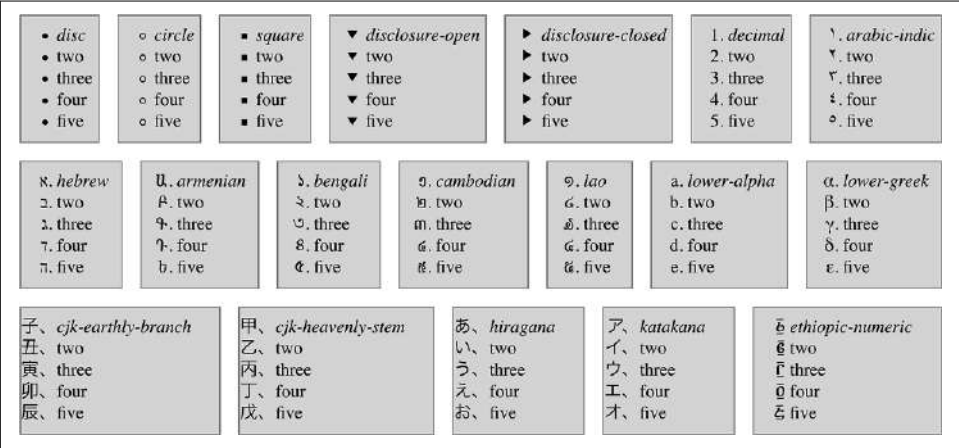 • disc
• two
• three
• four
• five
◦ circle
◦ two
◦ three
◦ four
◦ five
▪ square
▪ two
▪ three
▪ four
▪ five
▼ disclosure-open
▼ two
▼ three
▼ four
▼ five
► disclosure-closed
► two
► three
► four
► five
1. decimal
2. two
3. three
4. four
5. five
١. arabic-indic
٢. two
٣. three
٤. four
٥. five
א. hebrew
ב. two
ג. three
ד. four
ה. five
Ա. armenian
Բ. two
Գ. three
Դ. four
Ե. five
১. bengali
২. two
৩. three
৪. four
৫. five
១. cambodian
២. two
៣. three
៤. four
៥. five
໑. lao
໒. two
໓. three
໔. four
໕. five
a. lower-alpha
b. two
c. three
d. four
e. five
α. lower-greek
β. two
γ. three
δ. four
ε. five
子、 cjk-earthly-branch
丑、 two
寅、 three
卯、 four
辰、 five
甲、 cjk-heavenly-stem
乙、 two
丙、 three
丁、 four
戊、 five
あ、 hiragana
い、 two
う、 three
え、 four
お、 five
ア、 katakana
イ、 two
ウ、 three
エ、 four
オ、 five
፩ ethiopic-numeric
፪ two
፫ three
፬ four
፭ five